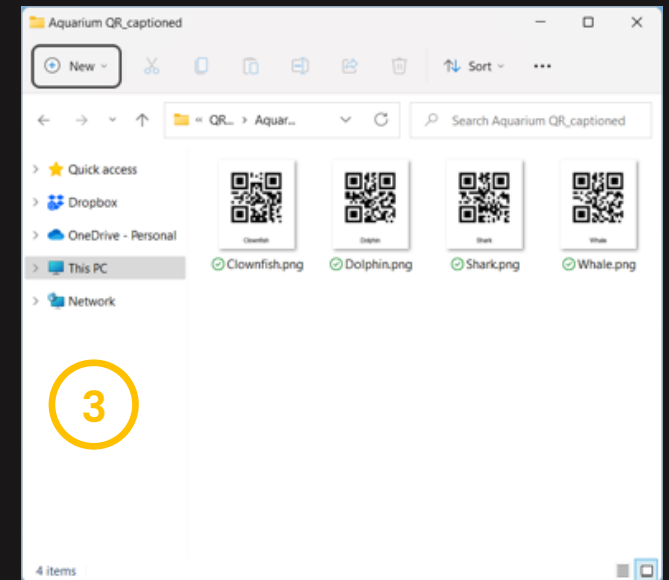 Aquarium QR_captioned
New
Sort
QR... > Aquar...
Search Aquarium QR_captioned
Quick access
Dropbox
OneDrive - Personal
This PC
Network
Clownfish
Dolphin
Shark
Whale
Clownfish.png
Dolphin.png
Shark.png
Whale.png
3
4 items